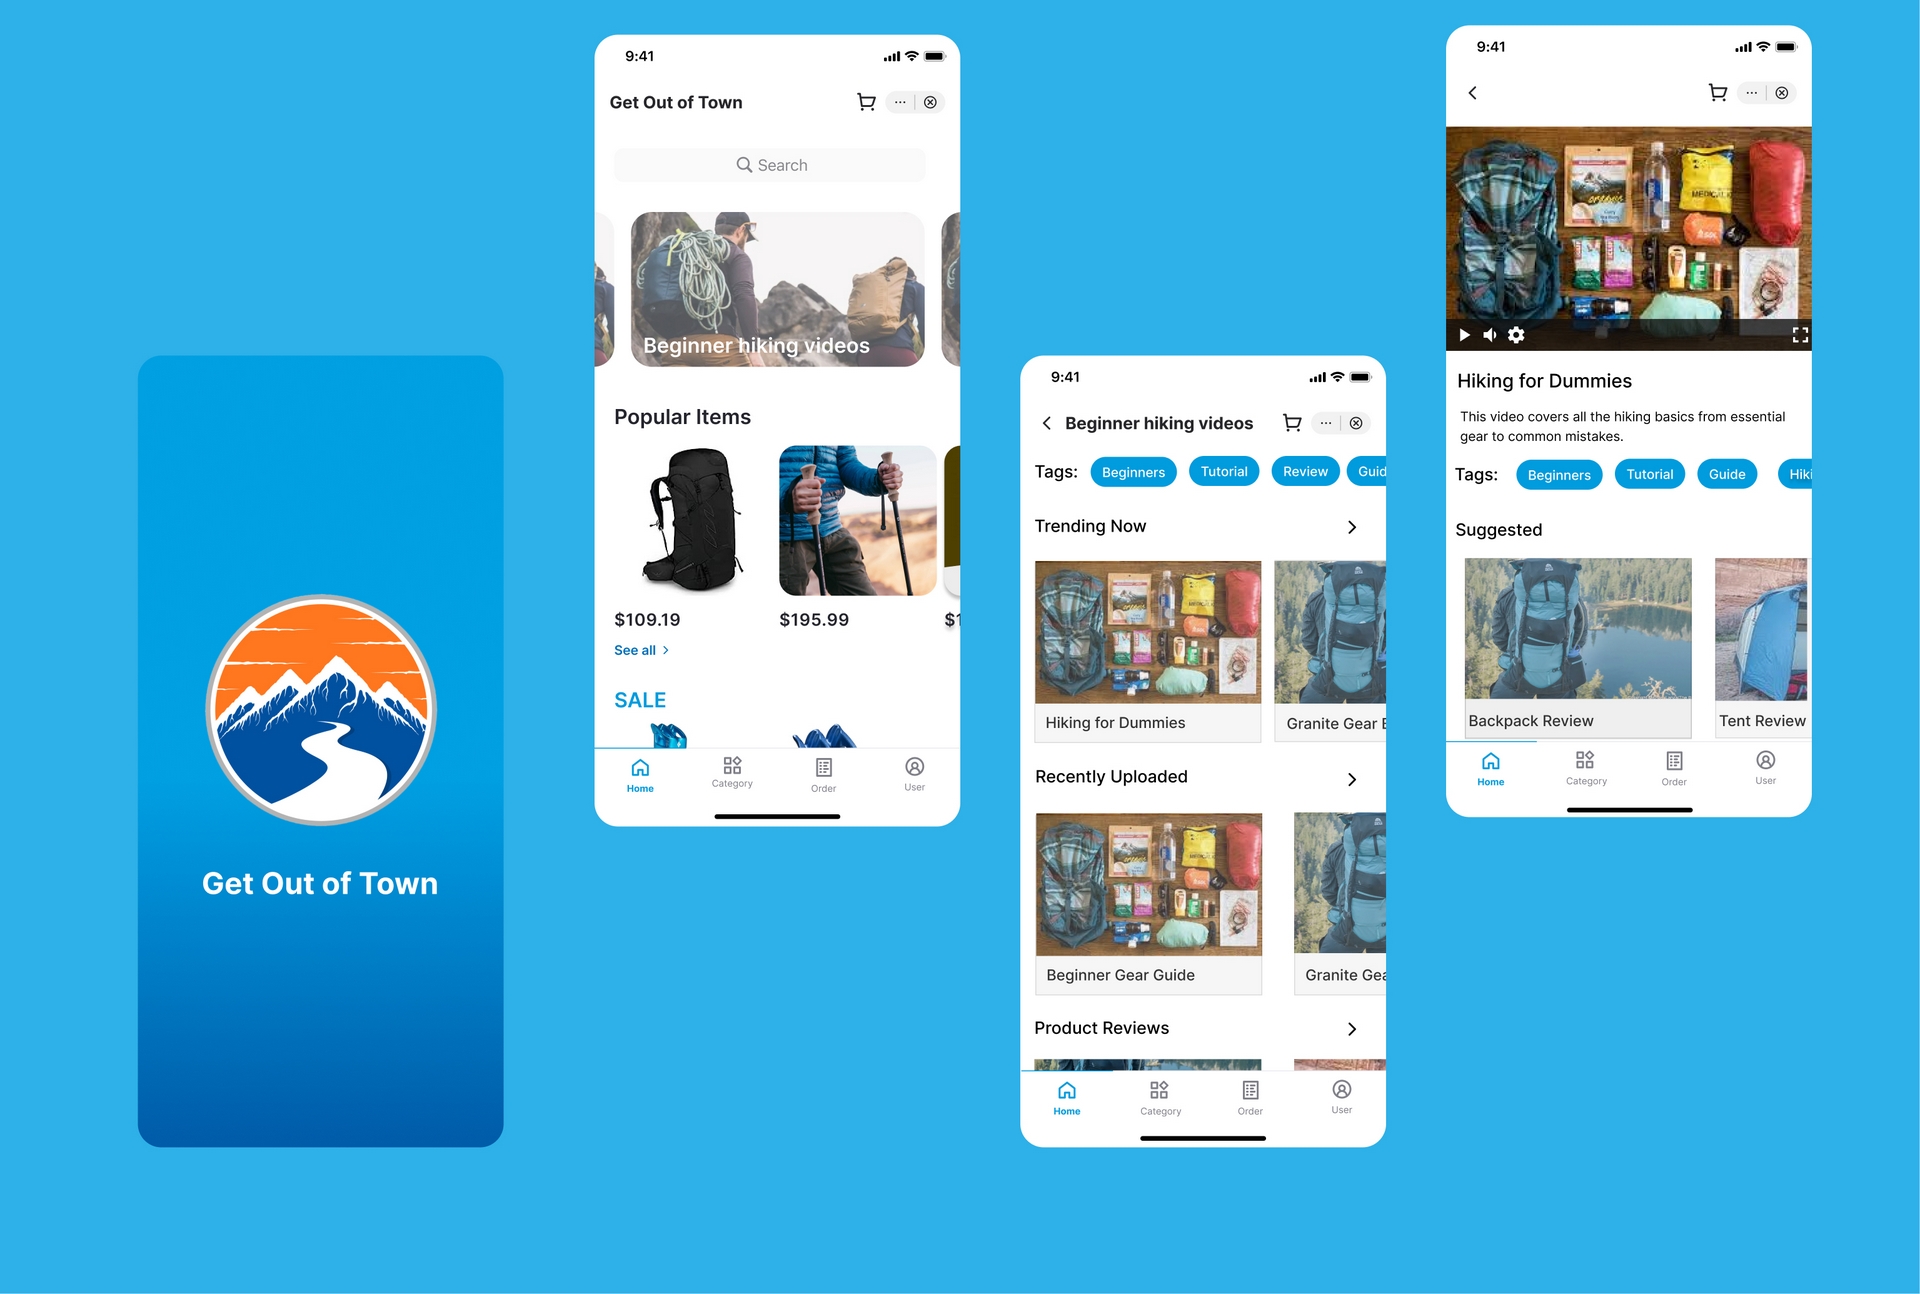 Get Out of Town
9:41
Get Out of Town
Search
Beginner hiking videos
Popular Items
$109.19
$195.99
$1
See all
SALE
Home
Category
Order
User
9:41
Beginner hiking videos
Tags:
Beginners
Tutorial
Review
Guid
Trending Now
Hiking for Dummies
Granite Gear
Recently Uploaded
Beginner Gear Guide
Granite Gea
Product Reviews
Home
Category
Order
User
9:41
organic
MEDICAL
Hiking for Dummies
This video covers all the hiking basics from essential
gear to common mistakes.
Tags:
Beginners
Tutorial
Guide
Hiki
Suggested
Backpack Review
Tent Review
Home
Category
Order
User